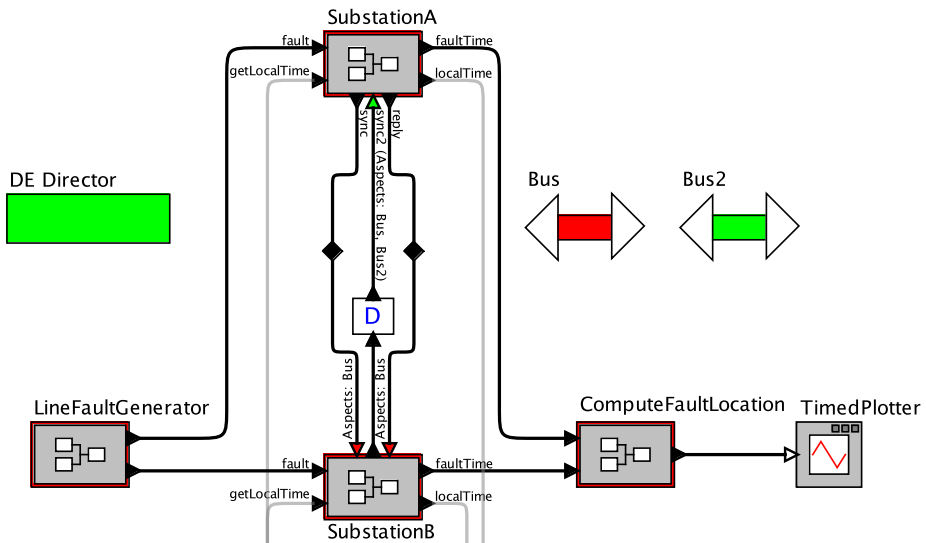 SubstationA
fault
faultTime
getLocalTime
localTime
sync
sync2 (Aspects: Bus, Bus2)
reply
DE Director
Bus
Bus2
D
Aspects: Bus
Aspects: Bus
LineFaultGenerator
ComputeFaultLocation
TimedPlotter
fault
faultTime
getLocalTime
localTime
SubstationB